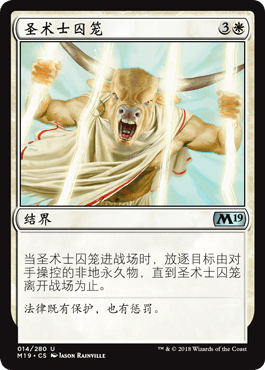 圣术士囚笼 3
结界 M19
当圣术士囚笼进战场时，放逐目标由对
手操控的非地永久物，直到圣术士囚笼
离开战场为止。
法律既有保护，也有惩罚。
014/280 U
M19 • CS Jason Rainville
™ & © 2018 Wizards of the Coast